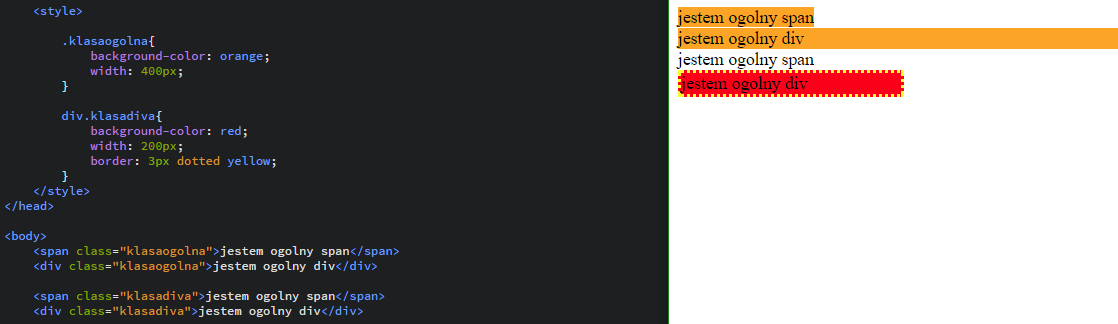 <style>
.klasaogolna{
background-color: orange;
width: 400px;
}
div.klasadiva{
background-color: red;
width: 200px;
border: 3px dotted yellow;
}
</style>
</head>
<body>
<span class="klasaogolna">jestem ogolny span</span>
<div class="klasaogolna">jestem ogolny div</div>
<span class="klasadiva">jestem ogolny span</span>
<div class="klasadiva">jestem ogolny div</div>
jestem ogolny span
jestem ogolny div
jestem ogolny span
jestem ogolny div